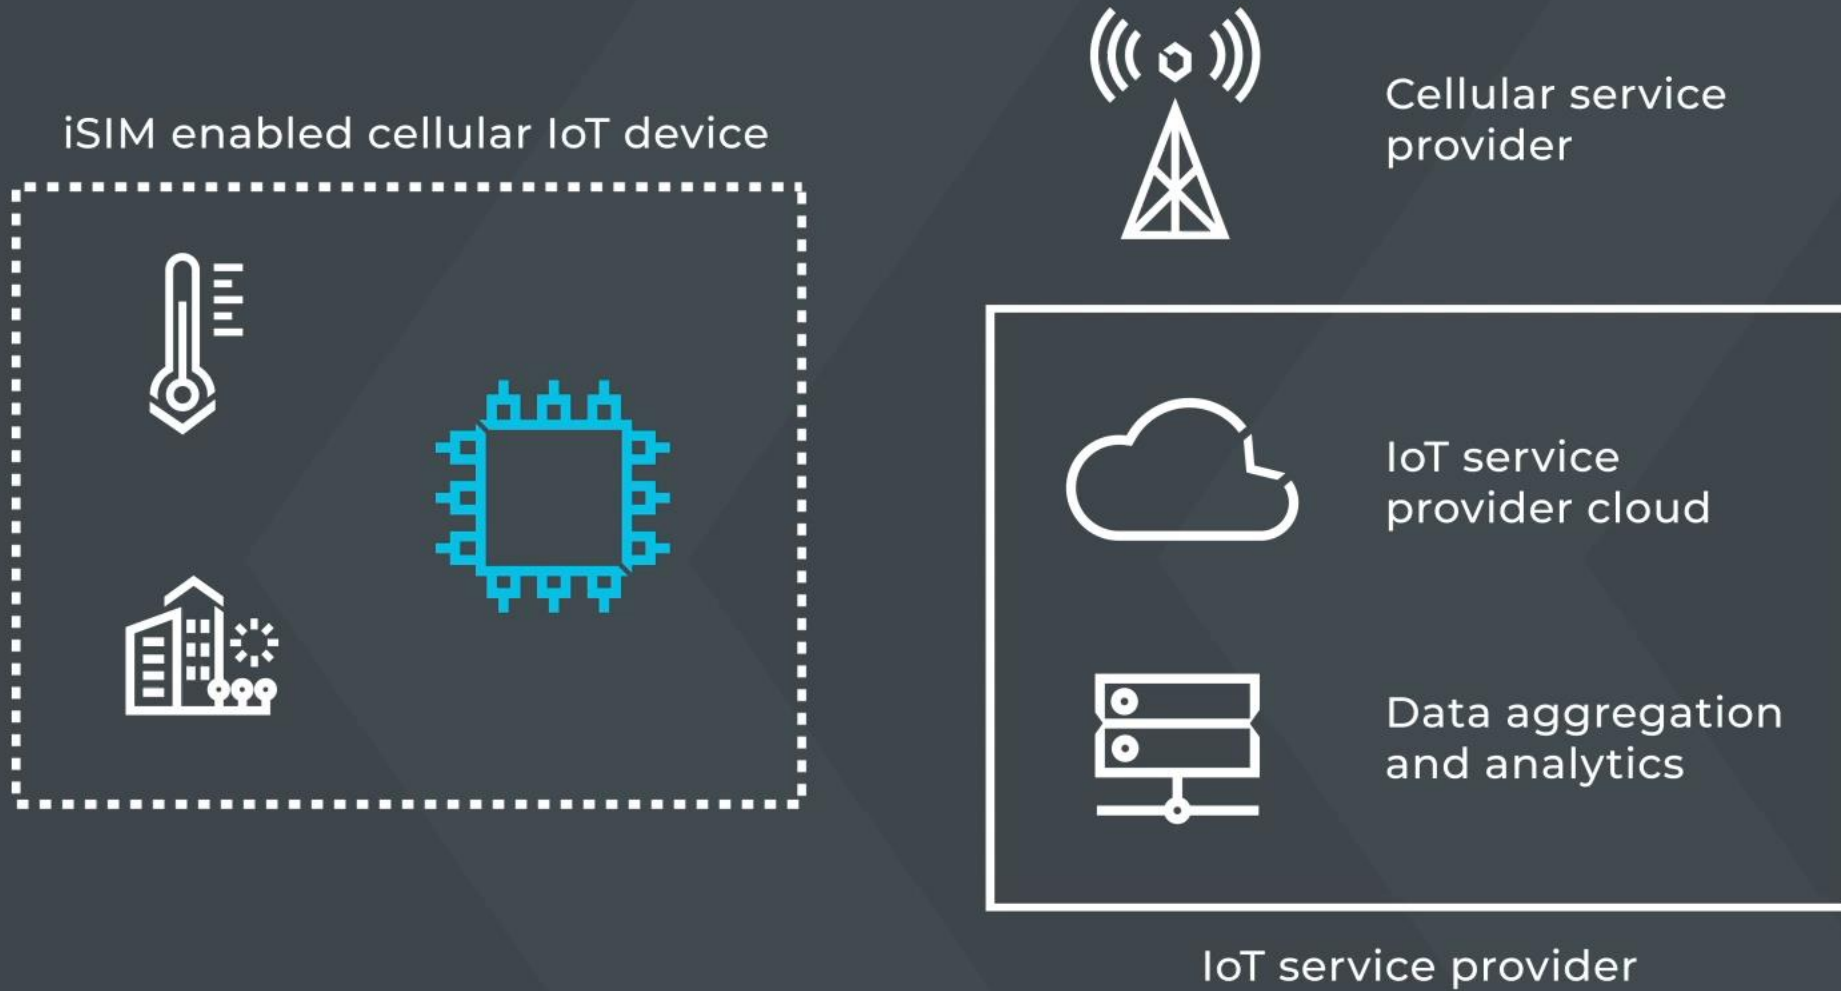 iSIM enabled cellular IoT device
Cellular service
provider
IoT service
provider cloud
Data aggregation
and analytics
IoT service provider